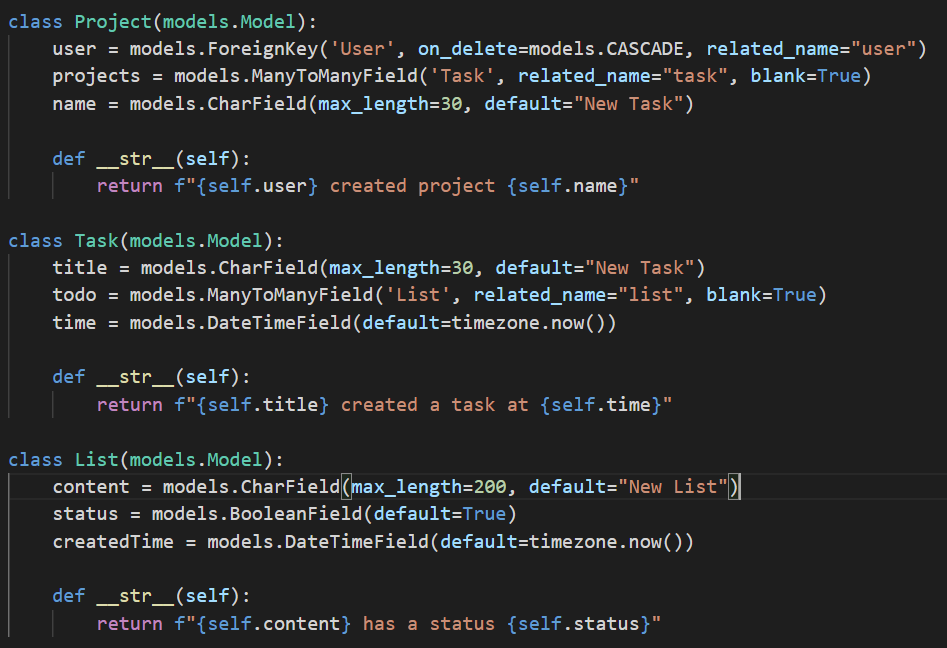 class Project(models.Model):
    user = models.ForeignKey('User', on_delete=models.CASCADE, related_name="user")
    projects = models.ManyToManyField('Task', related_name="task", blank=True)
    name = models.CharField(max_length=30, default="New Task")

    def __str__(self):
        return f"{self.user} created project {self.name}"

class Task(models.Model):
    title = models.CharField(max_length=30, default="New Task")
    todo = models.ManyToManyField('List', related_name="list", blank=True)
    time = models.DateTimeField(default=timezone.now())

    def __str__(self):
        return f"{self.title} created a task at {self.time}"

class List(models.Model):
    content = models.CharField(max_length=200, default="New List")
    status = models.BooleanField(default=True)
    createdTime = models.DateTimeField(default=timezone.now())

    def __str__(self):
        return f"{self.content} has a status {self.status}"